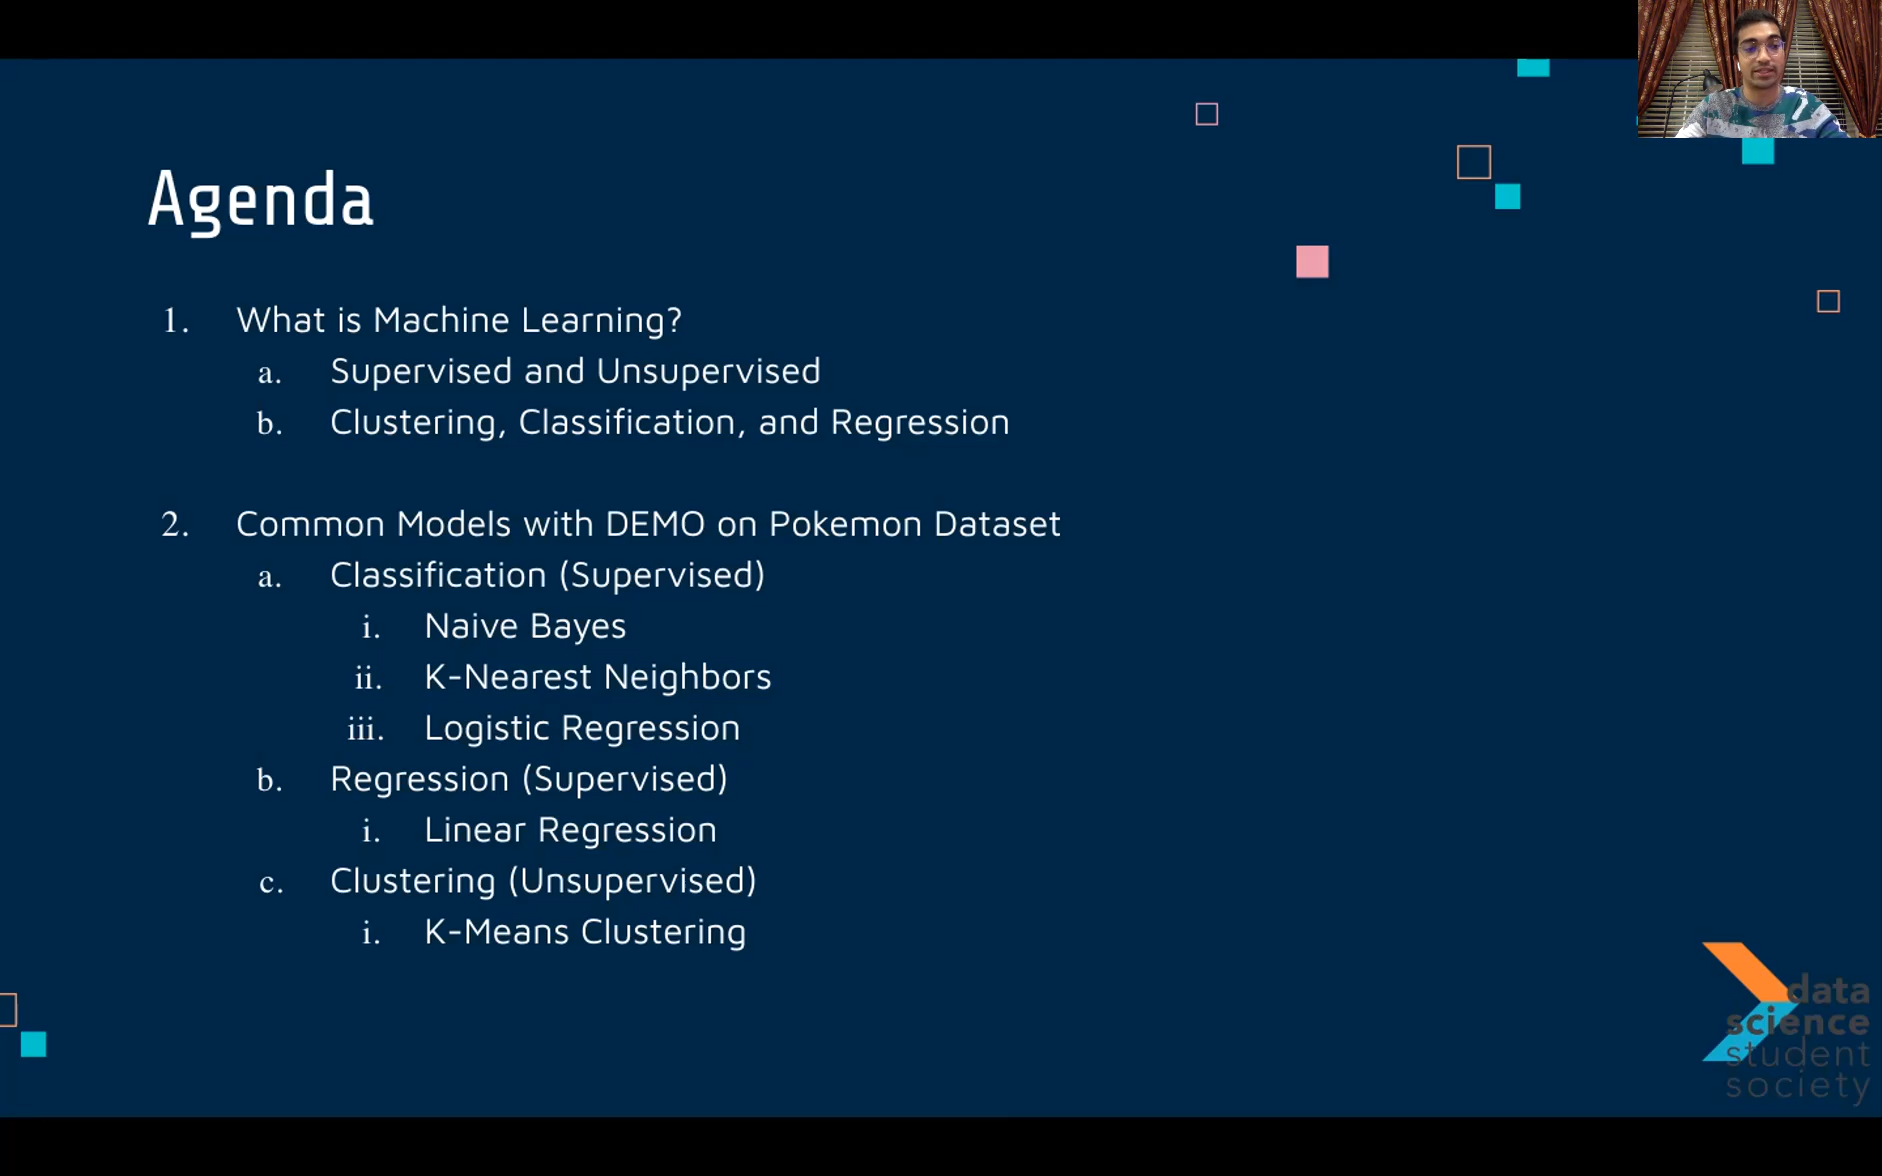 Agenda
1. What is Machine Learning?
a. Supervised and Unsupervised
b. Clustering, Classification, and Regression
2. Common Models with DEMO on Pokemon Dataset
a. Classification (Supervised)
i. Naive Bayes
ii. K-Nearest Neighbors
iii. Logistic Regression
b. Regression (Supervised)
i. Linear Regression
c. Clustering (Unsupervised)
i. K-Means Clustering
data
science
student
society